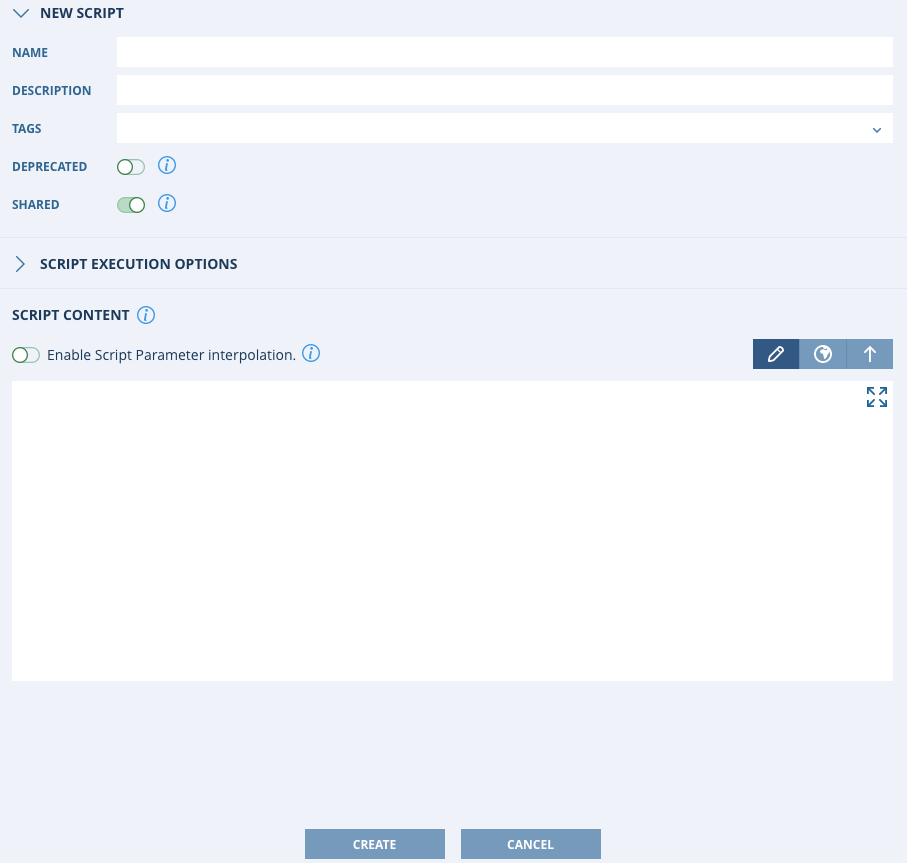 NEW SCRIPT
NAME
DESCRIPTION
TAGS
DEPRECATED
SHARED
SCRIPT EXECUTION OPTIONS
SCRIPT CONTENT
Enable Script Parameter interpolation.
CREATE CANCEL